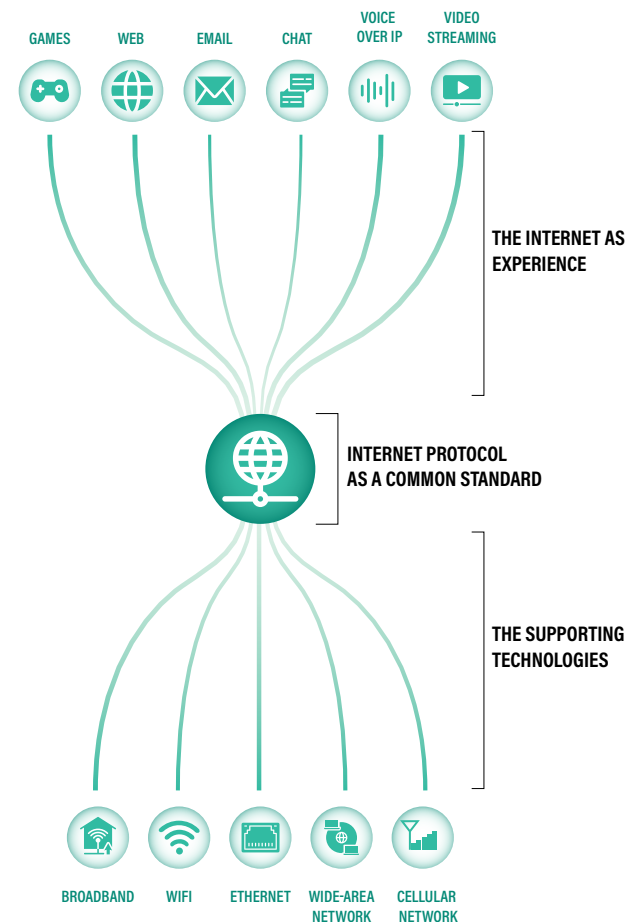 GAMES
WEB
EMAIL
CHAT
VOICE
OVER IP
VIDEO
STREAMING
THE INTERNET AS
EXPERIENCE
INTERNET PROTOCOL
AS A COMMON STANDARD
THE SUPPORTING
TECHNOLOGIES
BROADBAND
WIFI
ETHERNET
WIDE-AREA
NETWORK
CELLULAR
NETWORK